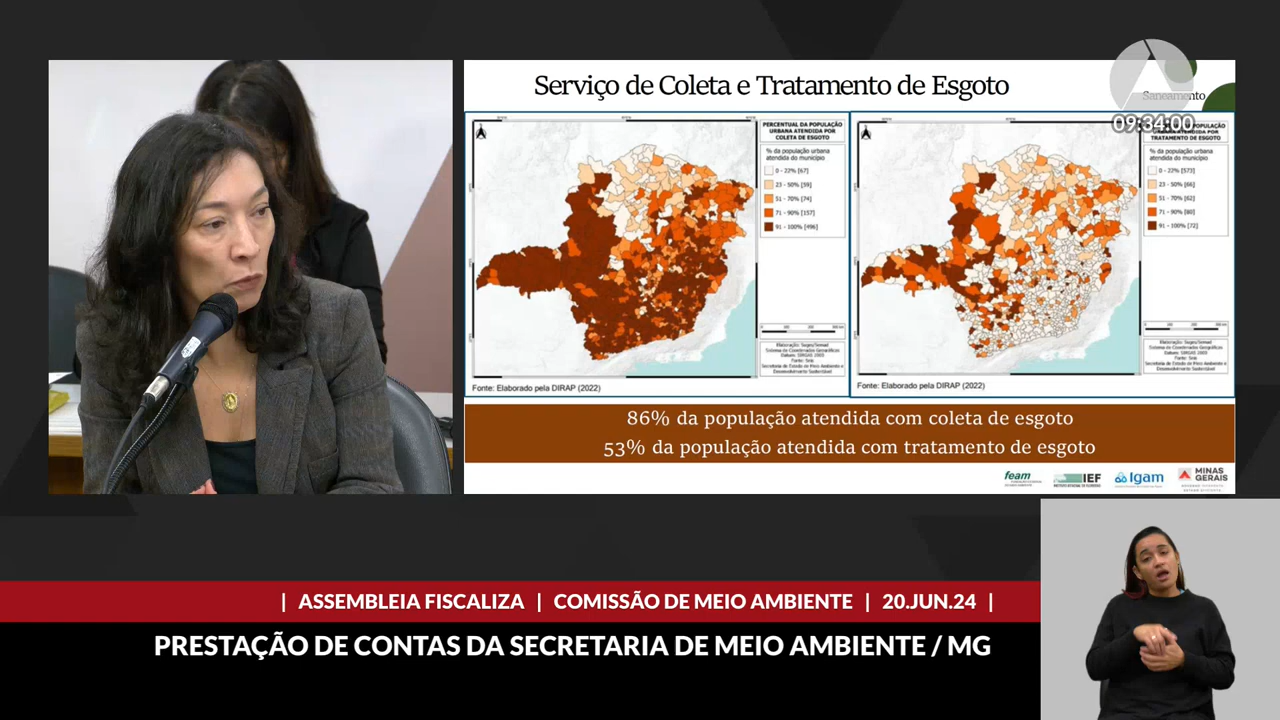 Serviço de Coleta e Tratamento de Esgoto
Saneamento
09:34:00
PERCENTUAL DA POPULAÇÃO
URBANA ATENDIDA POR
COLETA DE ESGOTO
% da população urbana
atendida do município
0 - 22% [67]
23 - 50% [59]
51 - 70% [74]
71 - 90% [157]
91 - 100% [496]
POPULAÇÃO
URBANA ATENDIDA POR
TRATAMENTO DE ESGOTO
% da população urbana
atendida do município
0 - 22% [573]
23 - 50% [66]
51 - 70% [62]
71 - 90% [80]
91 - 100% [72]
Fonte: Elaborado pela DIRAP (2022)
Fonte: Elaborado pela DIRAP (2022)
86% da população atendida com coleta de esgoto
53% da população atendida com tratamento de esgoto
feam
IEF
Igam
MINAS
GERAIS
| ASSEMBLEIA FISCALIZA | COMISSÃO DE MEIO AMBIENTE | 20.JUN.24 |
PRESTAÇÃO DE CONTAS DA SECRETARIA DE MEIO AMBIENTE / MG